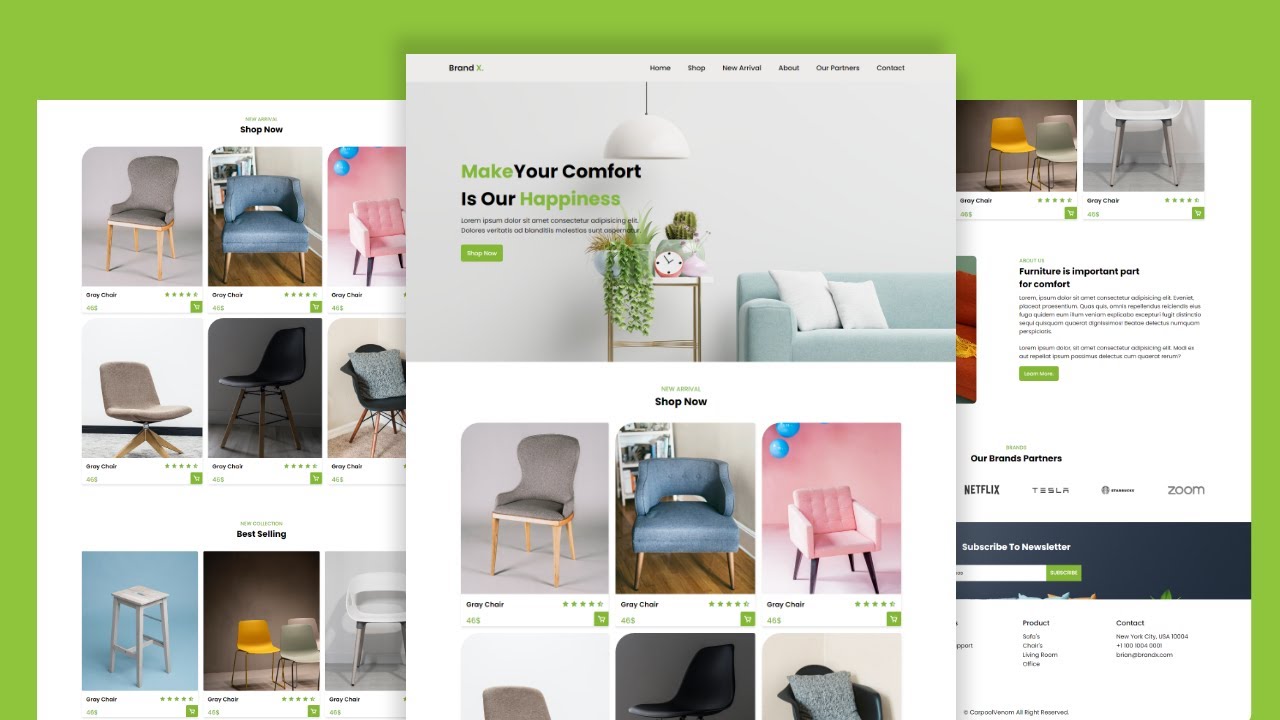 NEW ARRIVAL
Shop Now
Gray Chair
46$
Gray Chair
46$
Gray Chair
46$
Gray Chair
46$
Gray Chair
46$
Gray Chair
46$
NEW COLLECTION
Best Selling
Gray Chair
46$
Gray Chair
46$
Gray Chair
46$
Brand X.
Home Shop New Arrival About Our Partners Contact
MakeYour Comfort
Is Our Happiness
Lorem ipsum dolor sit amet consectetur adipisicing elit.
Dolores veritatis ad blanditiis molestias sunt aspernatur.
Shop Now
NEW ARRIVAL
Shop Now
Gray Chair
46$
Gray Chair
46$
Gray Chair
46$
Gray Chair
46$
Gray Chair
46$
ABOUT US
Furniture is important part
for comfort
Lorem, ipsum dolor sit amet consectetur adipisicing elit. Eveniet,
placeat praesentium. Quas quis, omnis repellendus reiciendis eius
fuga quidem eum illum veniam explicabo excepturi fugit distinctio
sequi quisquam quaerat dignissimos! Beatae delectus numquam
perspiciatis.
Lorem ipsum dolor, sit amet consectetur adipisicing elit. Modi ex
aut repellat ipsum possimus delectus cum quaerat rerum?
Learn More.
BRANDS
Our Brands Partners
NETFLIX TESLA STARBUCKS zoom
Subscribe To Newsletter
SUBSCRIBE
Product
Sofa's
Chair's
Living Room
Office
Contact
New York City, USA 10004
+1 100 1004 0001
brian@brandx.com
© CarpoolVenom All Right Reserved.